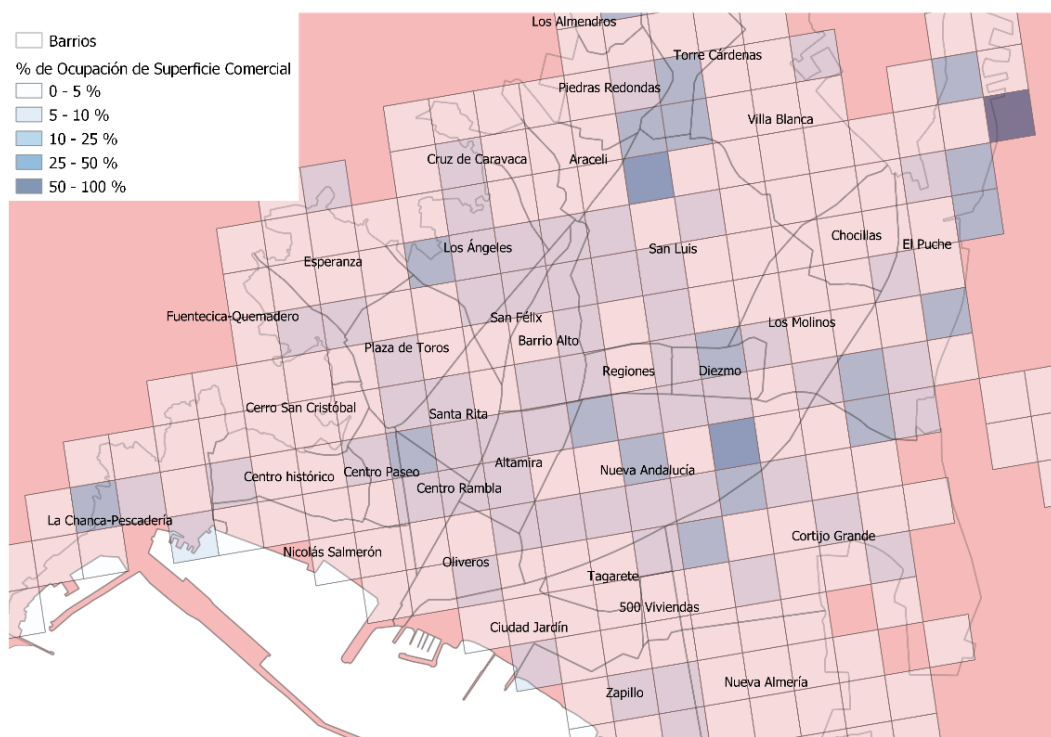 Barrios
% de Ocupación de Superficie Comercial
0 - 5 %
5 - 10 %
10 - 25 %
25 - 50 %
50 - 100 %
Los Almendros
Torre Cárdenas
Piedras Redondas
Villa Blanca
Cruz de Caravaca
Araceli
Chocillas
El Puche
Los Ángeles
San Luis
Esperanza
Fuentecica-Quemadero
San Félix
Los Molinos
Barrio Alto
Plaza de Toros
Regiones
Diezmo
Cerro San Cristóbal
Santa Rita
Altamira
Centro histórico
Centro Paseo
Nueva Andalucía
Centro Rambla
La Chanca-Pescadería
Cortijo Grande
Nicolás Salmerón
Oliveros
Tagarete
500 Viviendas
Ciudad Jardín
Nueva Almería
Zapillo